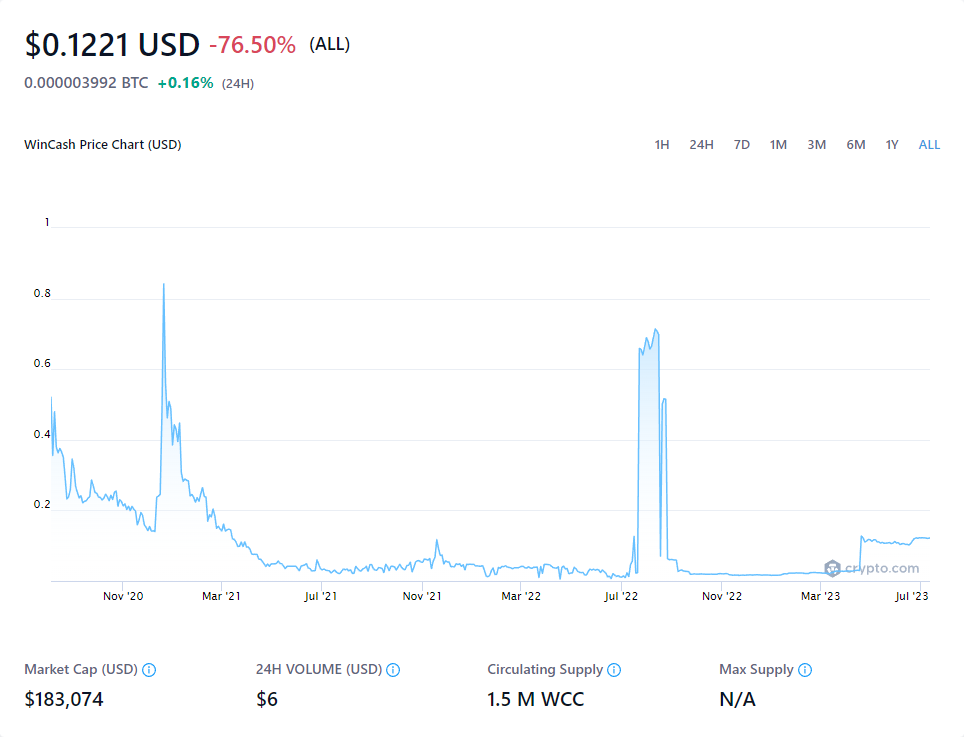 $0.1221 USD -76.50% (ALL)
0.000003992 BTC +0.16% (24H)
WinCash Price Chart (USD) 1H 24H 7D 1M 3M 6M 1Y ALL
1
0.8
0.6
0.4
0.2
crypto.com
Nov '20 Mar '21 Jul '21 Nov '21 Mar '22 Jul '22 Nov '22 Mar '23 Jul '23
Market Cap (USD) 24H VOLUME (USD) Circulating Supply Max Supply
$183,074 $6 1.5 M WCC N/A